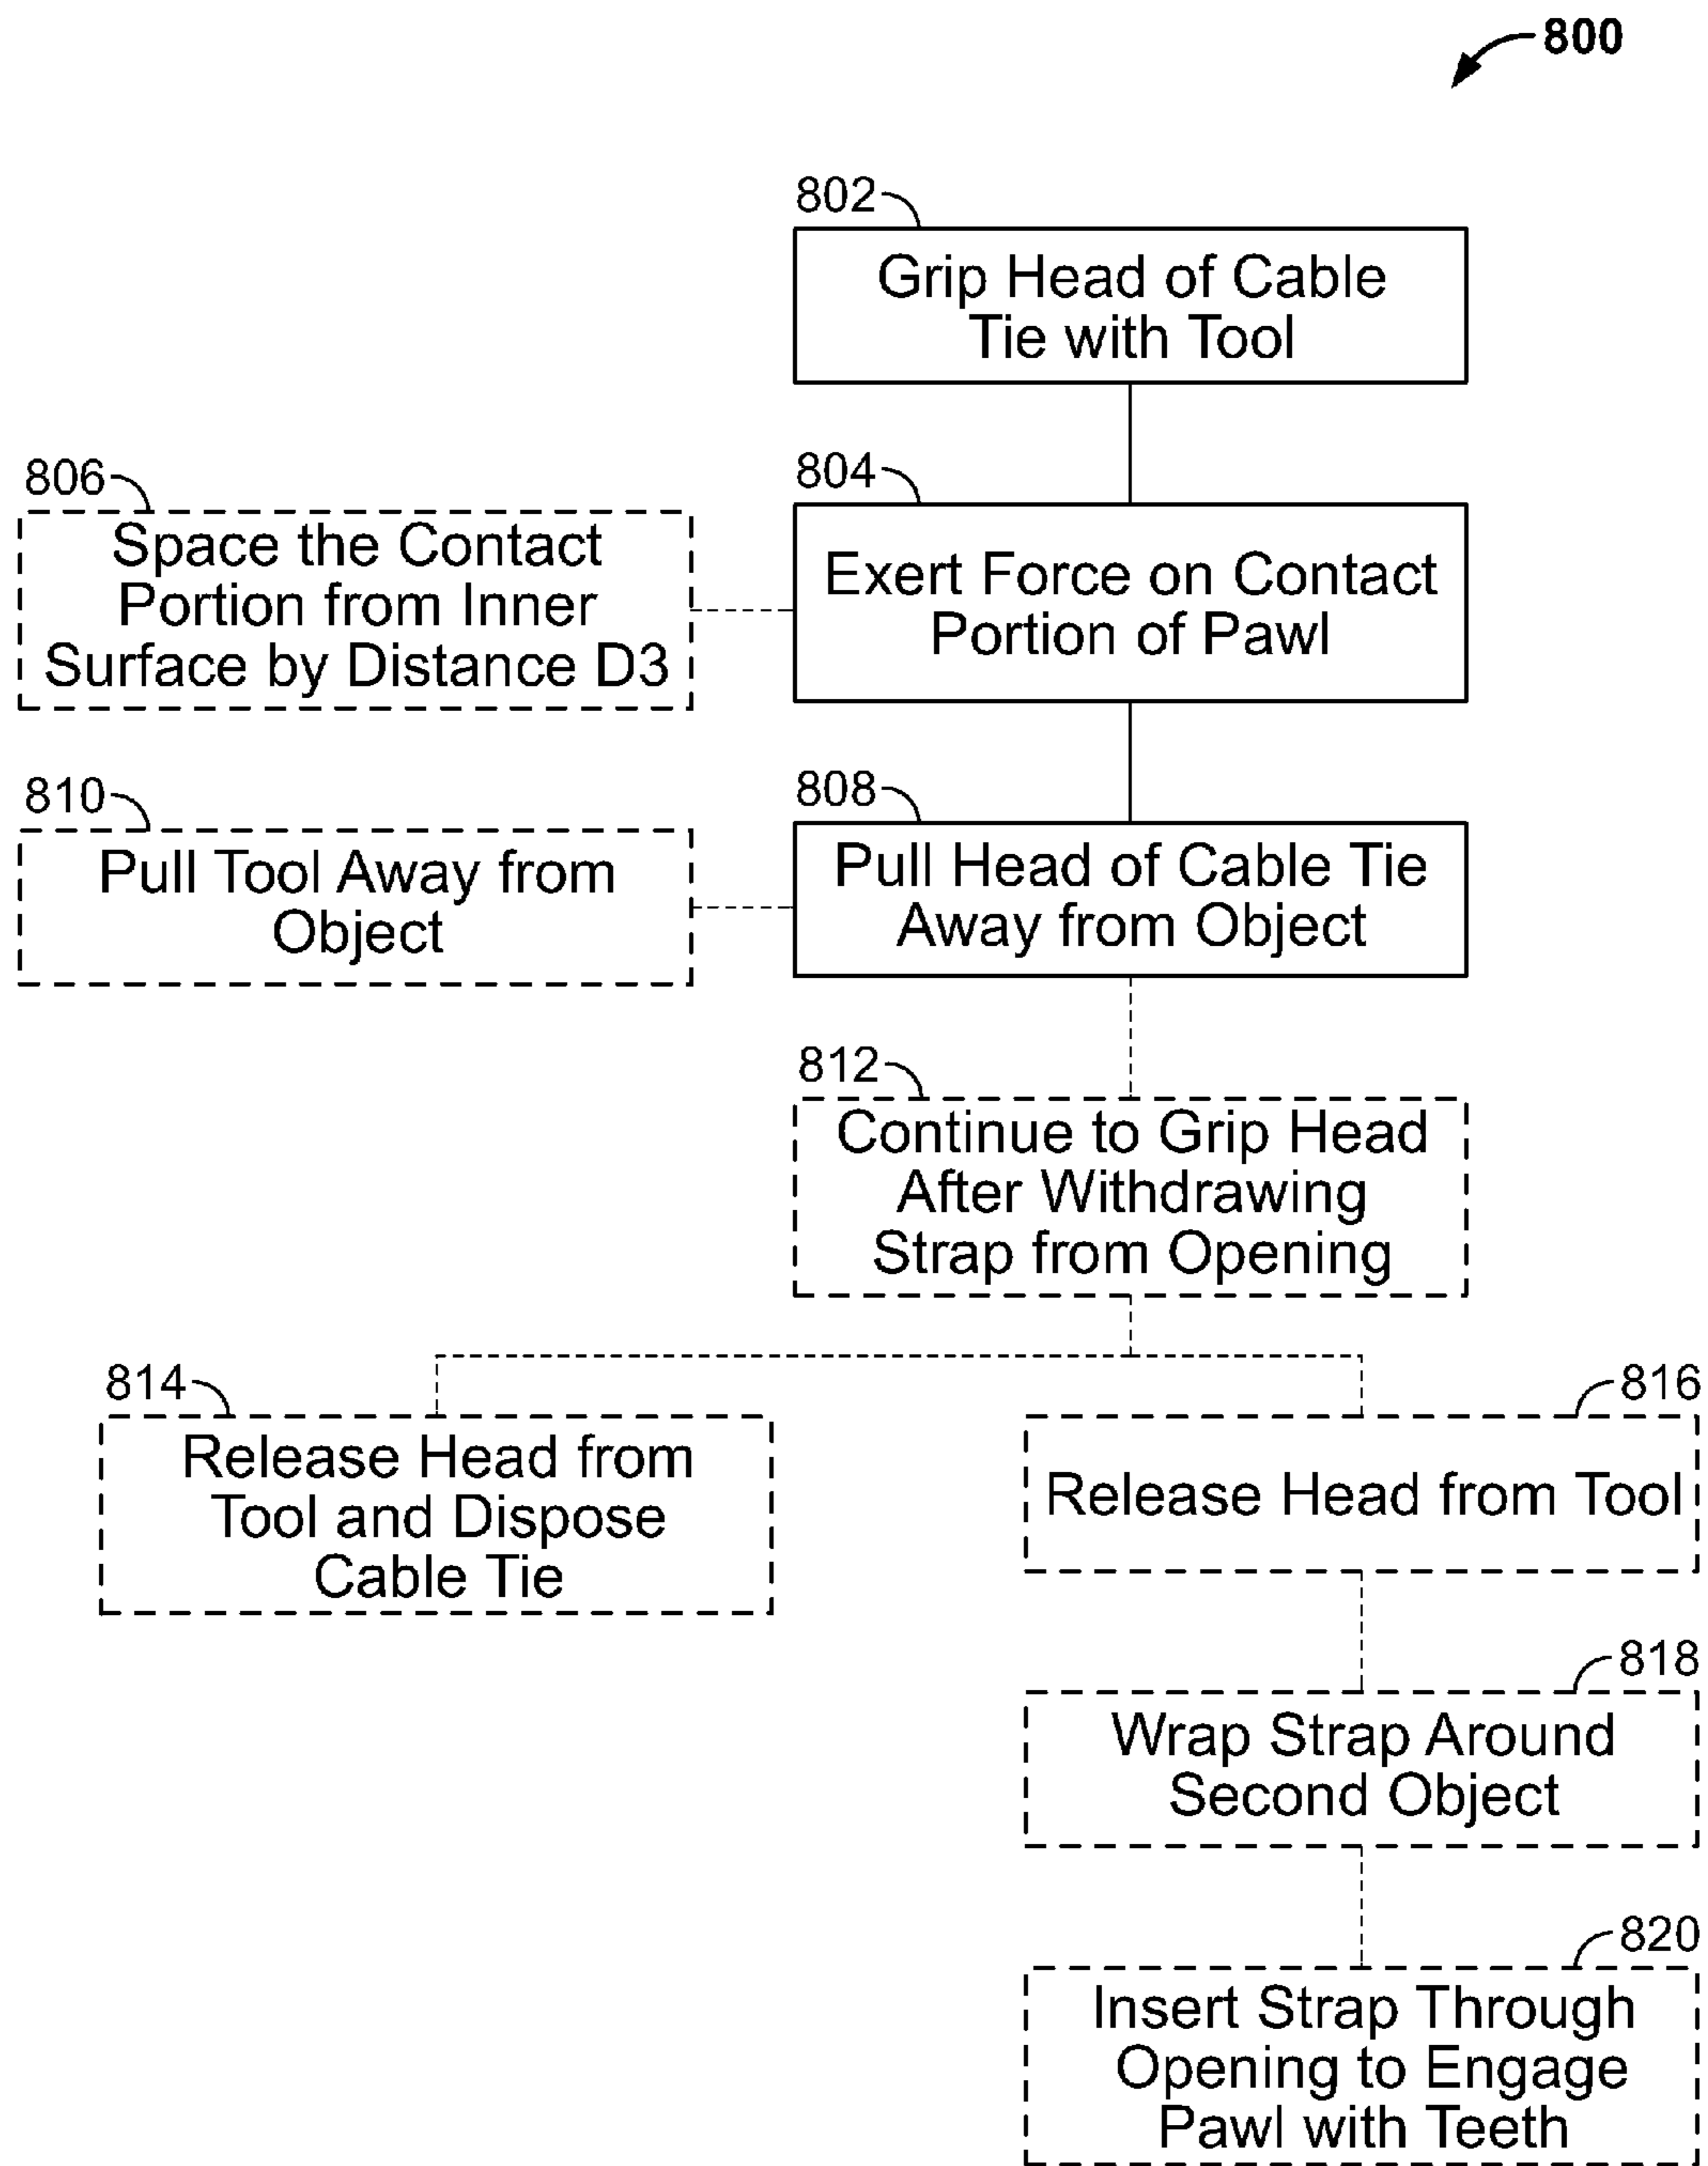 800
802
Grip Head of Cable
Tie with Tool
806
Space the Contact
Portion from Inner
Surface by Distance D3
804
Exert Force on Contact
Portion of Pawl
810
Pull Tool Away from
Object
808
Pull Head of Cable Tie
Away from Object
812
Continue to Grip Head
After Withdrawing
Strap from Opening
814
Release Head from
Tool and Dispose
Cable Tie
816
Release Head from Tool
818
Wrap Strap Around
Second Object
820
Insert Strap Through
Opening to Engage
Pawl with Teeth